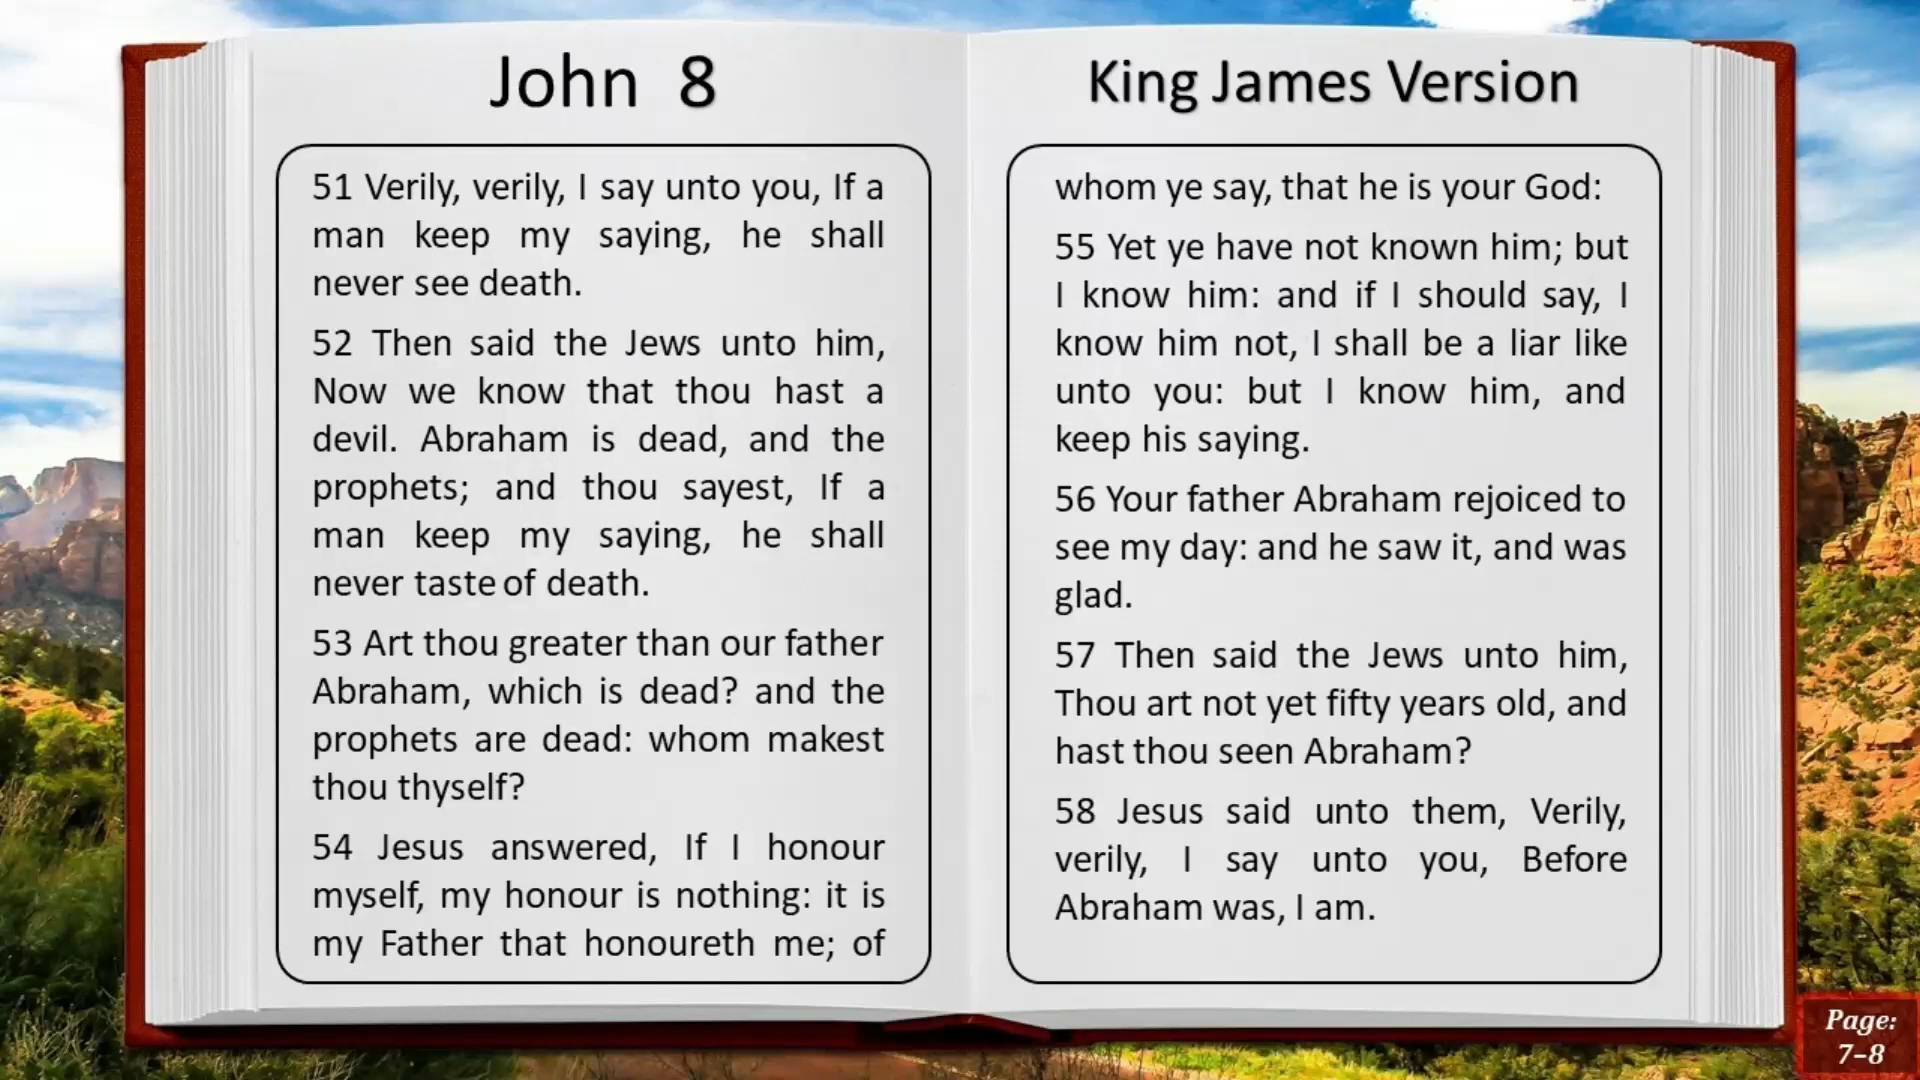 John 8
51 Verily, verily, I say unto you, If a
man keep my saying, he shall
never see death.
52 Then said the Jews unto him,
Now we know that thou hast a
devil. Abraham is dead, and the
prophets; and thou sayest, If a
man keep my saying, he shall
never taste of death.
53 Art thou greater than our father
Abraham, which is dead? and the
prophets are dead: whom makest
thou thyself?
54 Jesus answered, If I honour
myself, my honour is nothing: it is
my Father that honoureth me; of
King James Version
whom ye say, that he is your God:
55 Yet ye have not known him; but
I know him: and if I should say, I
know him not, I shall be a liar like
unto you: but I know him, and
keep his saying.
56 Your father Abraham rejoiced to
see my day: and he saw it, and was
glad.
57 Then said the Jews unto him,
Thou art not yet fifty years old, and
hast thou seen Abraham?
58 Jesus said unto them, Verily,
verily, I say unto you, Before
Abraham was, I am.
Page:
7-8